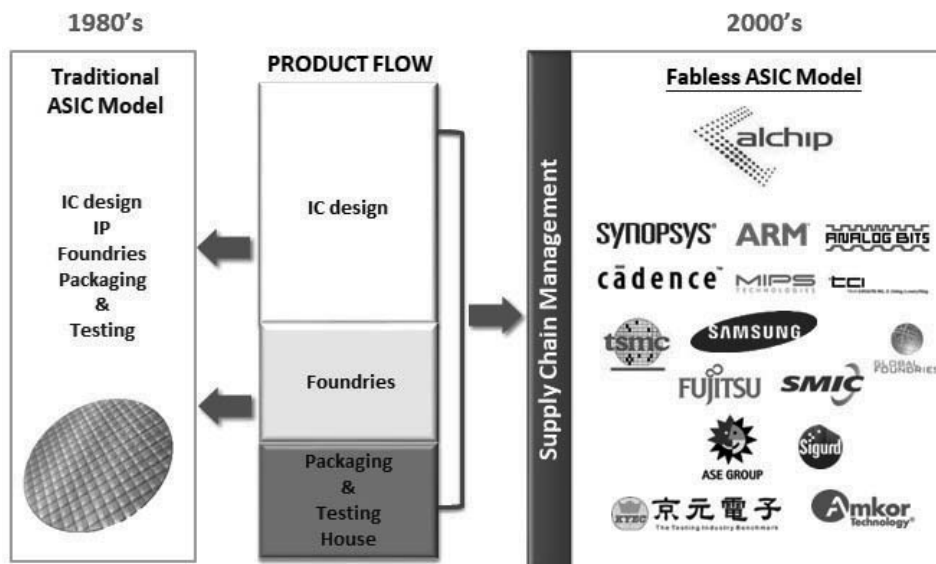 1980's
2000's
Traditional
ASIC Model
IC design
IP
Foundries
Packaging
&
Testing
PRODUCT FLOW
IC design
Foundries
Packaging
&
Testing
House
Supply Chain Management
Fabless ASIC Model
alchip
SYNOPSYS®
ARM®
ANALOG BITS
cādence™
MIPS
TECHNOLOGIES
tci
tsmc
SAMSUNG
GLOBAL
FOUNDRIES
FUJITSU
SMIC
ASE GROUP
Sigurd
KYEC
京元電子
The Testing Industry Benchmark
Amkor
Technology®